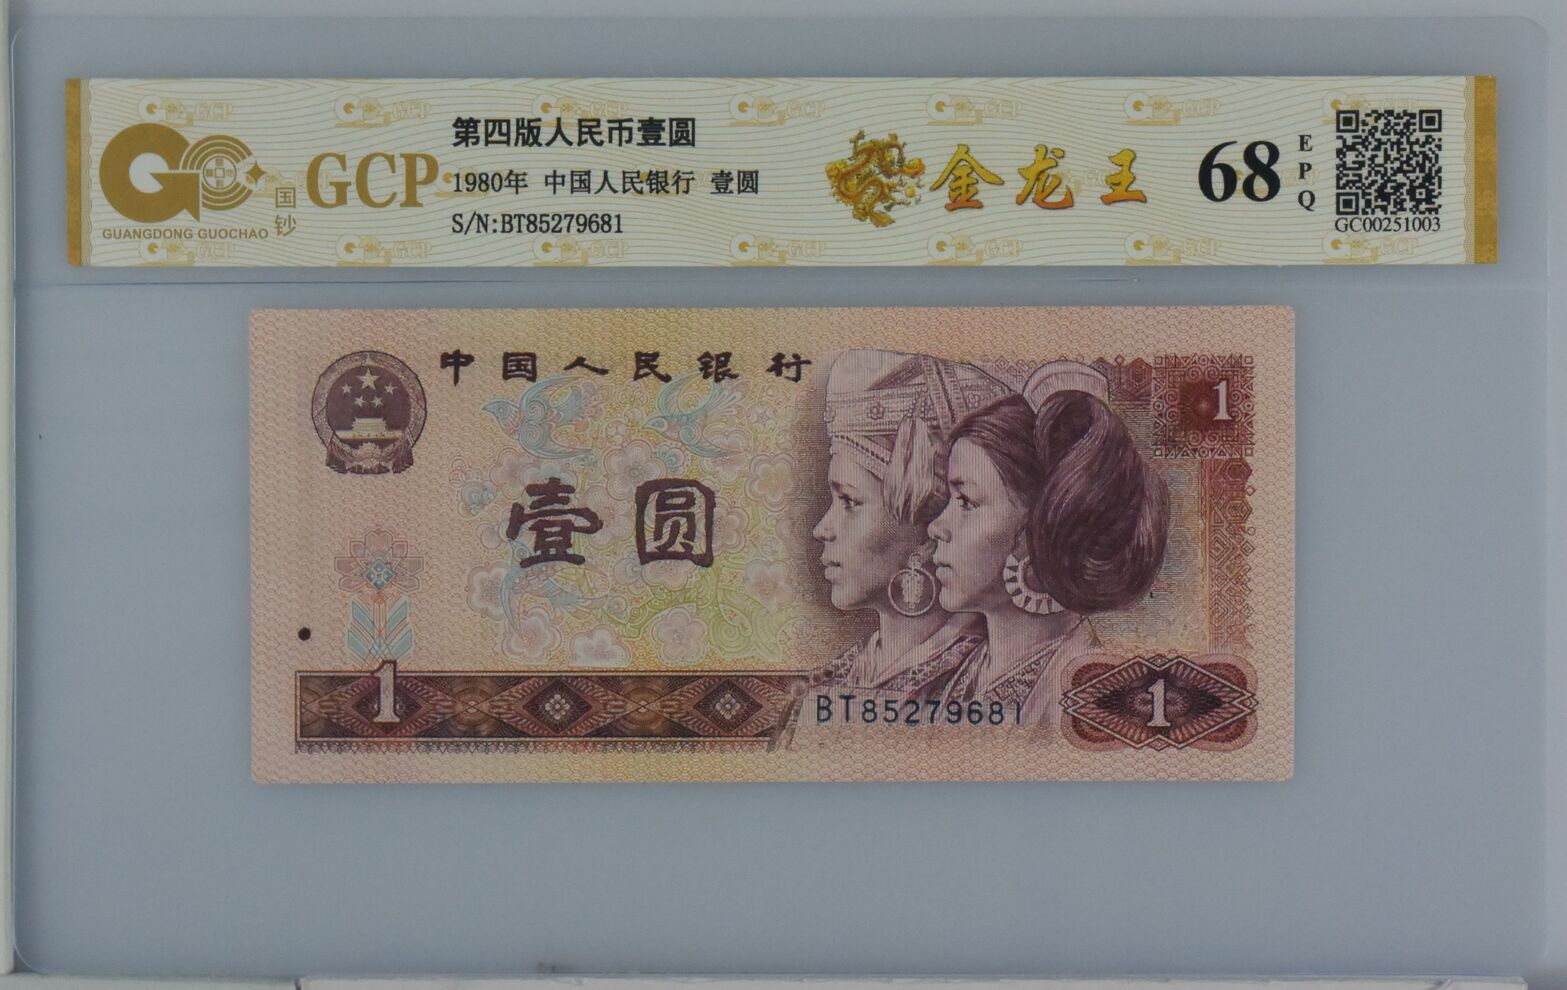 国钞
GUANGDONG GUOCHAO
GCP
第四版人民币壹圆
1980年 中国人民银行 壹圆
S/N:BT85279681
金龙王
68
EPQ
GC00251003
中国人民银行
1
壹圆
1
BT85279681
1